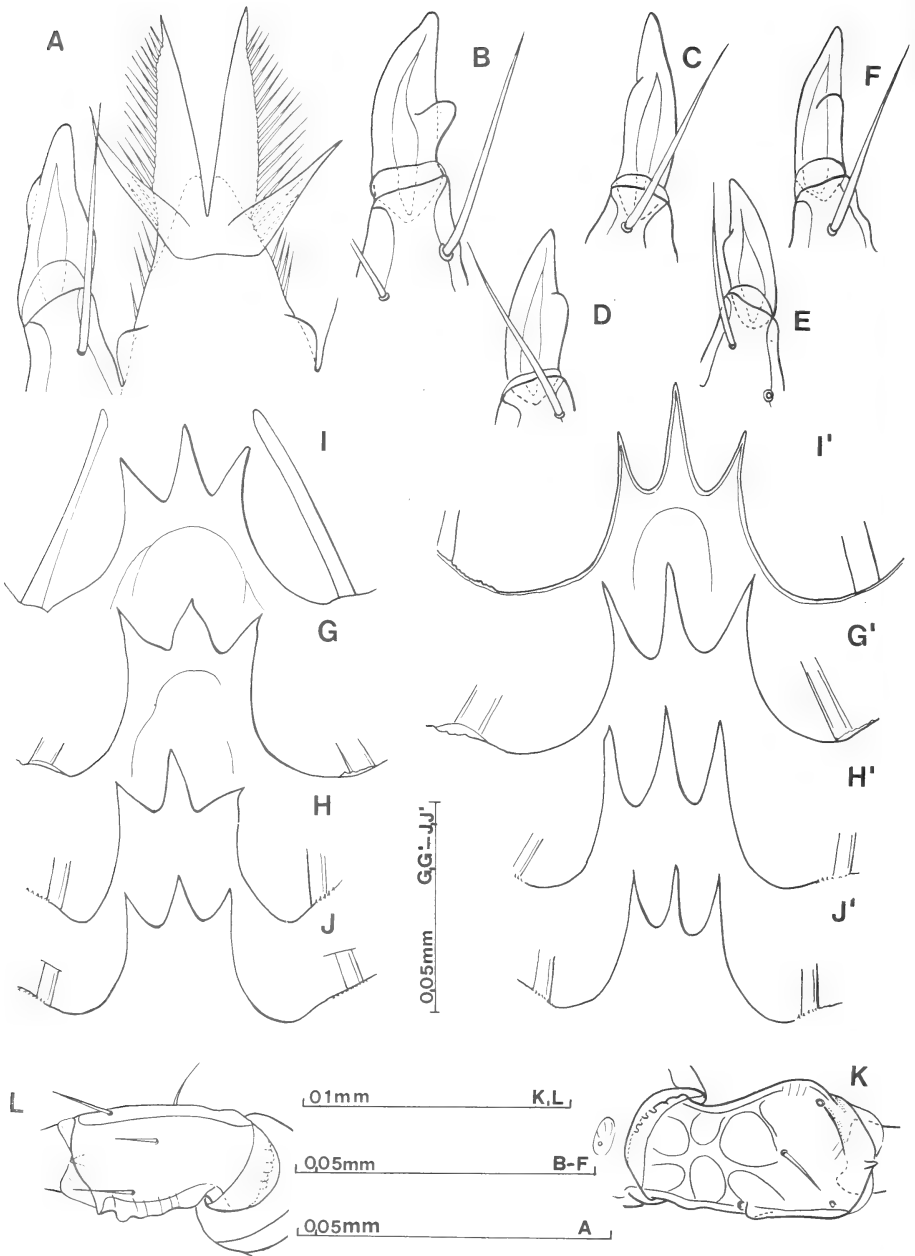 A
B
C
F
D
E
I
I'
G
G'
H
H'
J
J'
0,05mm G,G'–J,J'
L
K
0,1mm K,L
0,05mm B-F
0,05mm A